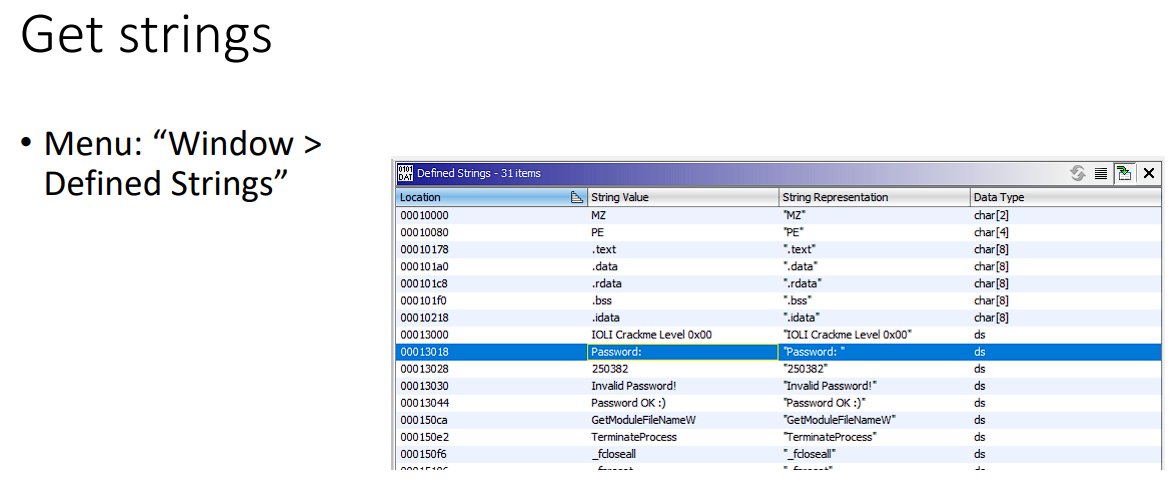 Get strings
• Menu: “Window >
Defined Strings”
0101
DAT
Defined Strings - 31 items
Location String Value String Representation Data Type
00010000 MZ "MZ" char[2]
00010080 PE "PE" char[4]
00010178 .text ".text" char[8]
000101a0 .data ".data" char[8]
000101c8 .rdata ".rdata" char[8]
000101f0 .bss ".bss" char[8]
00010218 .idata ".idata" char[8]
00013000 IOLI Crackme Level 0x00 "IOLI Crackme Level 0x00" ds
00013018 Password: "Password: " ds
00013028 250382 "250382" ds
00013030 Invalid Password! "Invalid Password!" ds
00013044 Password OK :) "Password OK :)" ds
000150ca GetModuleFileNameW "GetModuleFileNameW" ds
000150e2 TerminateProcess "TerminateProcess" ds
000150f6 _fcloseall "_fcloseall" ds